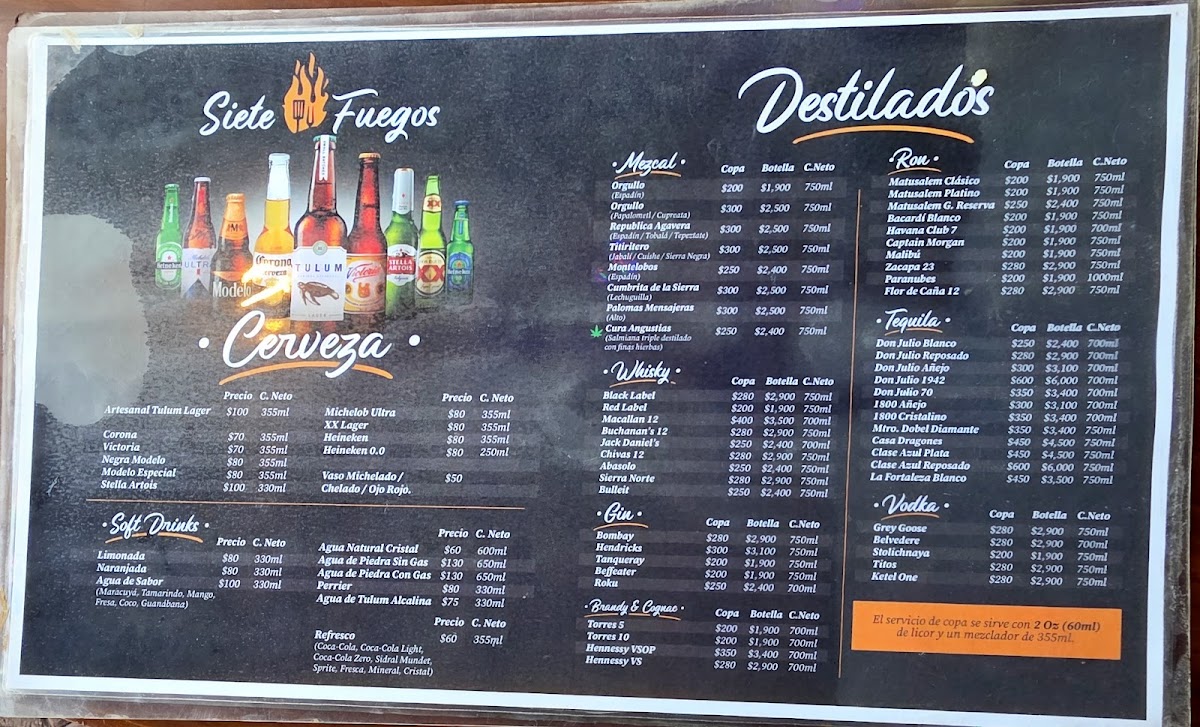 Siete Fuegos
Heineken
ULTRA
Modelo
Corona
Cerveza
TULUM
LAGER
Victoria
STELLA ARTOIS
XX
Heineken
• Cerveza •
Precio C. Neto
Artesanal Tulum Lager $100 355ml
Corona $70 355ml
Victoria $70 355ml
Negra Modelo $80 355ml
Modelo Especial $80 355ml
Stella Artois $100 330ml
Precio C. Neto
Michelob Ultra $80 355ml
XX Lager $80 355ml
Heineken $80 355ml
Heineken 0.0 $80 250ml
Vaso Michelado / $50
Chelado / Ojo Rojo.
• Soft Drinks •
Precio C. Neto
Limonada $80 330ml
Naranjada $80 330ml
Agua de Sabor $100 330ml
(Maracuyá, Tamarindo, Mango,
Fresa, Coco, Guanábana)
Precio C. Neto
Agua Natural Cristal $60 600ml
Agua de Piedra Sin Gas $130 650ml
Agua de Piedra Con Gas $130 650ml
Perrier $80 330ml
Agua de Tulum Alcalina $75 330ml
Precio C. Neto
Refresco $60 355ml
(Coca-Cola, Coca-Cola Light,
Coca-Cola Zero, Sidral Mundet,
Sprite, Fresca, Mineral, Cristal)
Destilados
• Mezcal • Copa Botella C.Neto
Orgullo $200 $1,900 750ml
(Espadín)
Orgullo $300 $2,500 750ml
(Papalometl / Cupreata)
Republica Agavera $300 $2,500 750ml
(Espadín / Tobalá / Tepeztate)
Titiritero $300 $2,500 750ml
(Jabalí / Cuishe / Sierra Negra)
Montelobos $250 $2,400 750ml
(Espadín)
Cumbrita de la Sierra $300 $2,500 750ml
(Lechuguilla)
Palomas Mensajeras $300 $2,500 750ml
(Alto)
Cura Angustias $250 $2,400 750ml
(Salmiana triple destilado
con finas hierbas)
• Whisky • Copa Botella C.Neto
Black Label $280 $2,900 750ml
Red Label $200 $1,900 750ml
Macallan 12 $400 $3,500 700ml
Buchanan's 12 $280 $2,900 750ml
Jack Daniel's $250 $2,400 700ml
Chivas 12 $280 $2,900 750ml
Abasolo $250 $2,400 750ml
Sierra Norte $280 $2,900 750ml
Bulleit $250 $2,400 750ml
• Gin • Copa Botella C.Neto
Bombay $280 $2,900 750ml
Hendricks $300 $3,100 700ml
Tanqueray $200 $1,900 750ml
Beffeater $200 $1,900 750ml
Roku $250 $2,400 700ml
• Brandy & Cognac • Copa Botella C.Neto
Torres 5 $200 $1,900 700ml
Torres 10 $200 $1,900 700ml
Hennessy VSOP $350 $3,400 700ml
Hennessy VS $280 $2,900 700ml
• Ron • Copa Botella C.Neto
Matusalem Clásico $200 $1,900 750ml
Matusalem Platino $200 $1,900 750ml
Matusalem G. Reserva $250 $2,400 750ml
Bacardí Blanco $200 $1,900 750ml
Havana Club 7 $200 $1,900 700ml
Captain Morgan $200 $1,900 750ml
Malibú $200 $1,900 750ml
Zacapa 23 $280 $2,900 750ml
Paranubes $200 $1,900 1000ml
Flor de Caña 12 $280 $2,900 750ml
• Tequila • Copa Botella C.Neto
Don Julio Blanco $250 $2,400 700ml
Don Julio Reposado $280 $2,900 700ml
Don Julio Añejo $300 $3,100 700ml
Don Julio 1942 $600 $6,000 700ml
Don Julio 70 $350 $3,400 700ml
1800 Añejo $300 $3,100 700ml
1800 Cristalino $350 $3,400 700ml
Mtro. Dobel Diamante $350 $3,400 750ml
Casa Dragones $450 $4,500 750ml
Clase Azul Plata $450 $4,500 750ml
Clase Azul Reposado $600 $6,000 750ml
La Fortaleza Blanco $450 $3,500 750ml
• Vodka • Copa Botella C.Neto
Grey Goose $280 $2,900 750ml
Belvedere $280 $2,900 700ml
Stolichnaya $200 $1,900 750ml
Titos $280 $2,900 750ml
Ketel One $280 $2,900 750ml
El servicio de copa se sirve con 2 Oz (60ml)
de licor y un mezclador de 355ml.